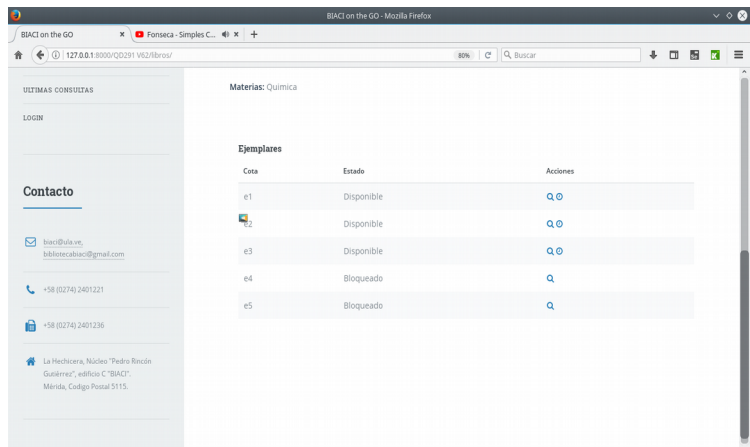 BIACI on the GO - Mozilla Firefox
BIACI on the GO
Fonseca - Simples C...
127.0.0.1:8000/QD291 V62/libros/
80%
Buscar
ULTIMAS CONSULTAS
LOGIN
Contacto
biaci@ula.ve,
bibliotecabiaci@gmail.com
+58 (0274) 2401221
+58 (0274) 2401236
La Hechicera, Núcleo "Pedro Rincón
Gutiérrez", edificio C "BIACI".
Mérida, Codigo Postal 5115.
Materias: Quimica
Ejemplares
Cota Estado Acciones
e1 Disponible
e2 Disponible
e3 Disponible
e4 Bloqueado
e5 Bloqueado